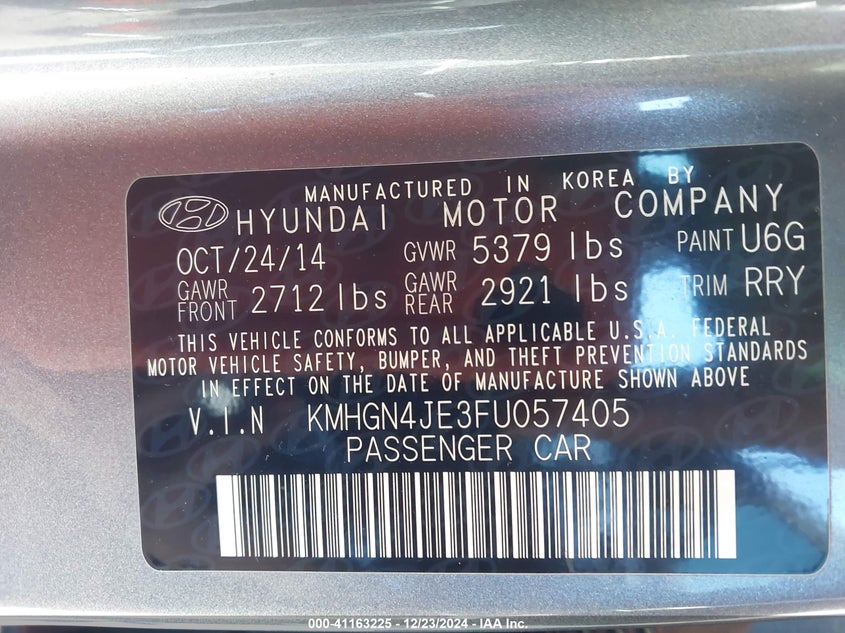 MANUFACTURED IN KOREA BY
HYUNDAI MOTOR COMPANY
OCT/24/14 GVWR 5379 lbs PAINT U6G
GAWR FRONT 2712 lbs GAWR REAR 2921 lbs TRIM RRY
THIS VEHICLE CONFORMS TO ALL APPLICABLE U.S.A. FEDERAL
MOTOR VEHICLE SAFETY, BUMPER, AND THEFT PREVENTION STANDARDS
IN EFFECT ON THE DATE OF MANUFACTURE SHOWN ABOVE
V.I.N KMHGN4JE3FU057405
PASSENGER CAR
000-41163225 - 12/23/2024 - IAA Inc.